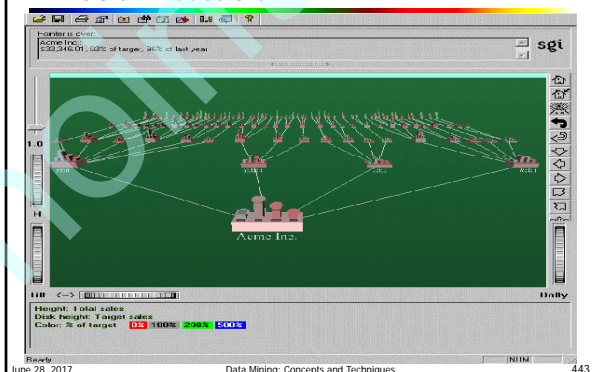 Pointer is over:
Acme Inc.:
sgi
1.0
Acme Inc.
H
Tilt <-->
Dolly
Height: Total sales
Disk height: Target sales
Color: % of target 0% 100% 200% 500%
Ready
NUM
June 28, 2017 Data Mining: Concepts and Techniques 443